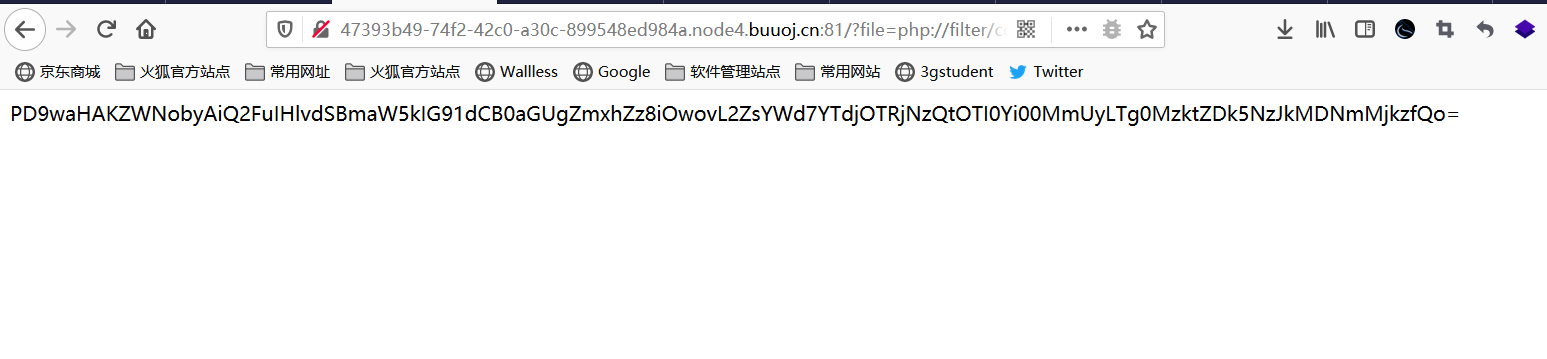 47393b49-74f2-42c0-a30c-899548ed984a.node4.buuoj.cn:81/?file=php://filter/c
京东商城 火狐官方站点 常用网址 火狐官方站点 Wallless Google 软件管理站点 常用网站 3gstudent Twitter
PD9waHAKZWNobyAiQ2FuIHlvdSBmaW5kIG91dCB0aGUgZmxhZz8iOwovL2ZsYWd7YTdjOTRjNzQtOTI0Yi00MmUyLTg0MzktZDk5NzJkMDNmMjkzfQo=